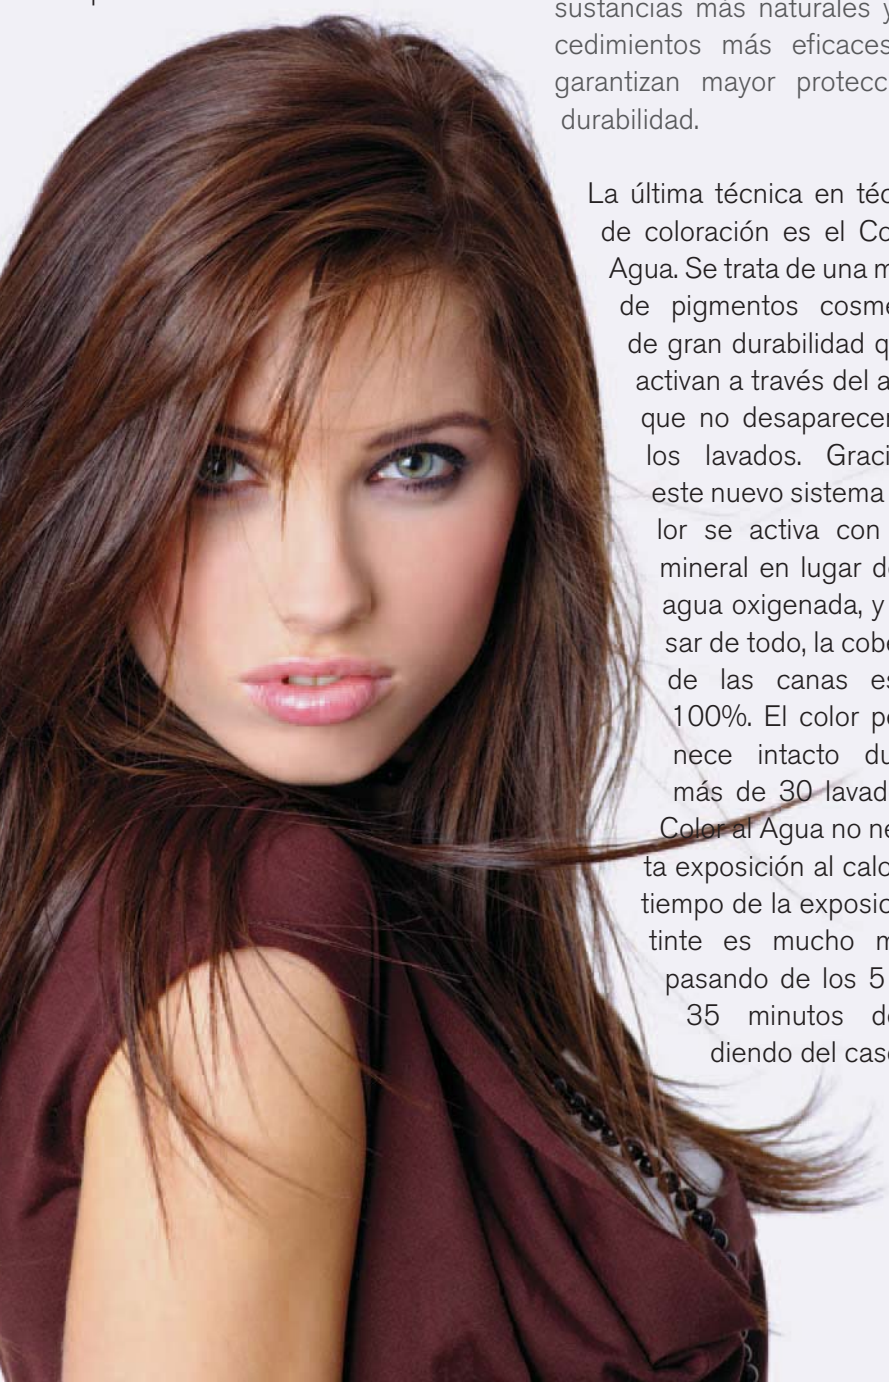 sustancias más naturales y
cedimientos más eficaces
garantizan mayor protecc
durabilidad.
La última técnica en téc
de coloración es el Co
Agua. Se trata de una m
de pigmentos cosme
de gran durabilidad q
activan a través del a
que no desaparecen
los lavados. Graci
este nuevo sistema
lor se activa con
mineral en lugar de
agua oxigenada, y
sar de todo, la cobe
de las canas es
100%. El color pe
nece intacto du
más de 30 lavad
Color al Agua no ne
ta exposición al calo
tiempo de la exposic
tinte es mucho m
pasando de los 5
35 minutos de
diendo del caso